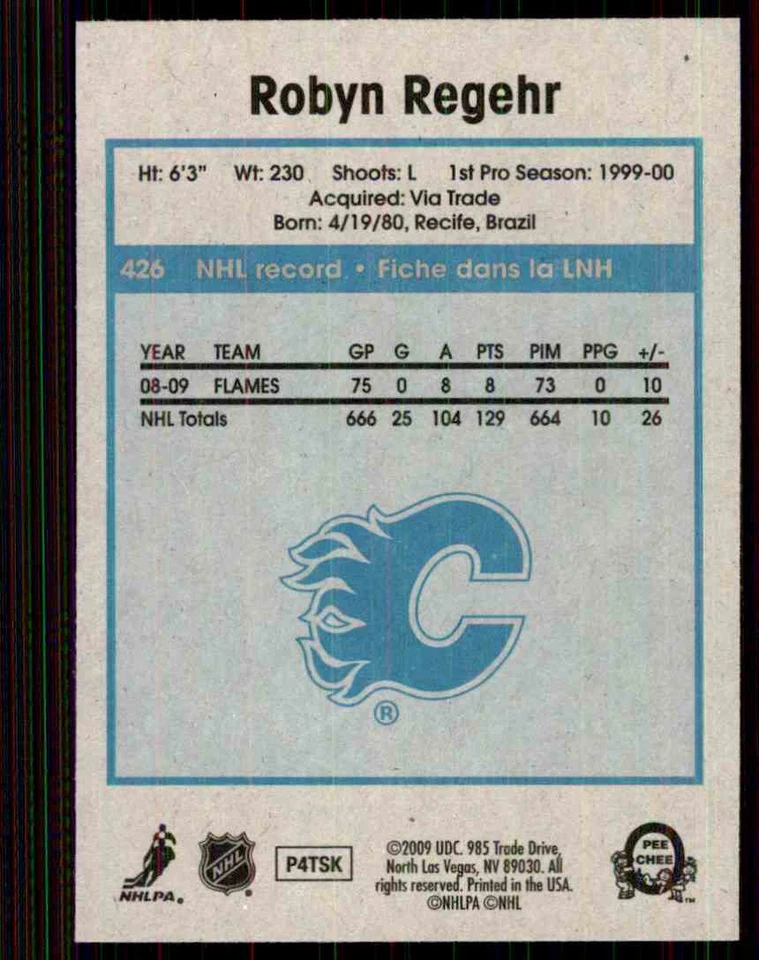 Robyn Regehr
Ht: 6'3" Wt: 230 Shoots: L 1st Pro Season: 1999-00
Acquired: Via Trade
Born: 4/19/80, Recife, Brazil
426 NHL record • Fiche dans la LNH
YEAR TEAM GP G A PTS PIM PPG +/-
08-09 FLAMES 75 0 8 8 73 0 10
NHL Totals 666 25 104 129 664 10 26
C
®
NHLPA®
NHL
P4TSK
©2009 UDC. 985 Trade Drive,
North Las Vegas, NV 89030. All
rights reserved. Printed in the USA.
©NHLPA ©NHL
O
PEE
CHEE
™